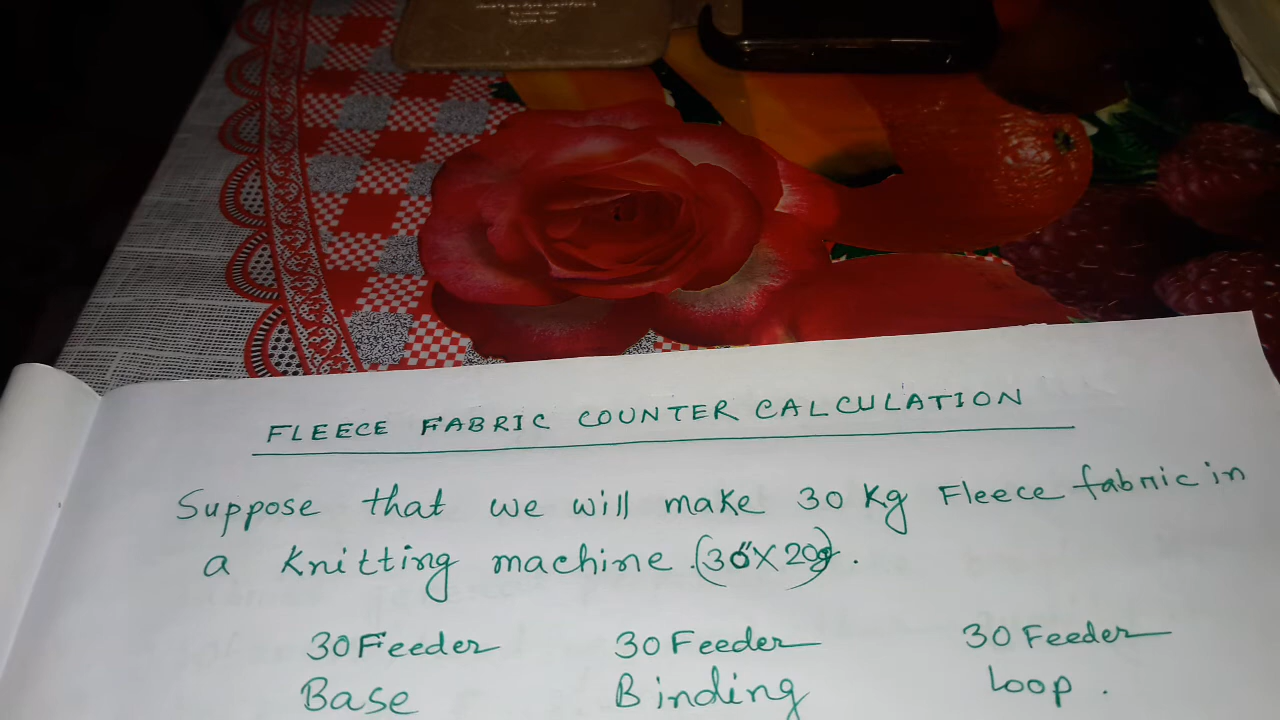 FLEECE FABRIC COUNTER CALCULATION
Suppose that we will make 30 Kg Fleece fabric in
a Knitting machine (30"X20g).
30 Feeder 30 Feeder 30 Feeder
Base Binding Loop.